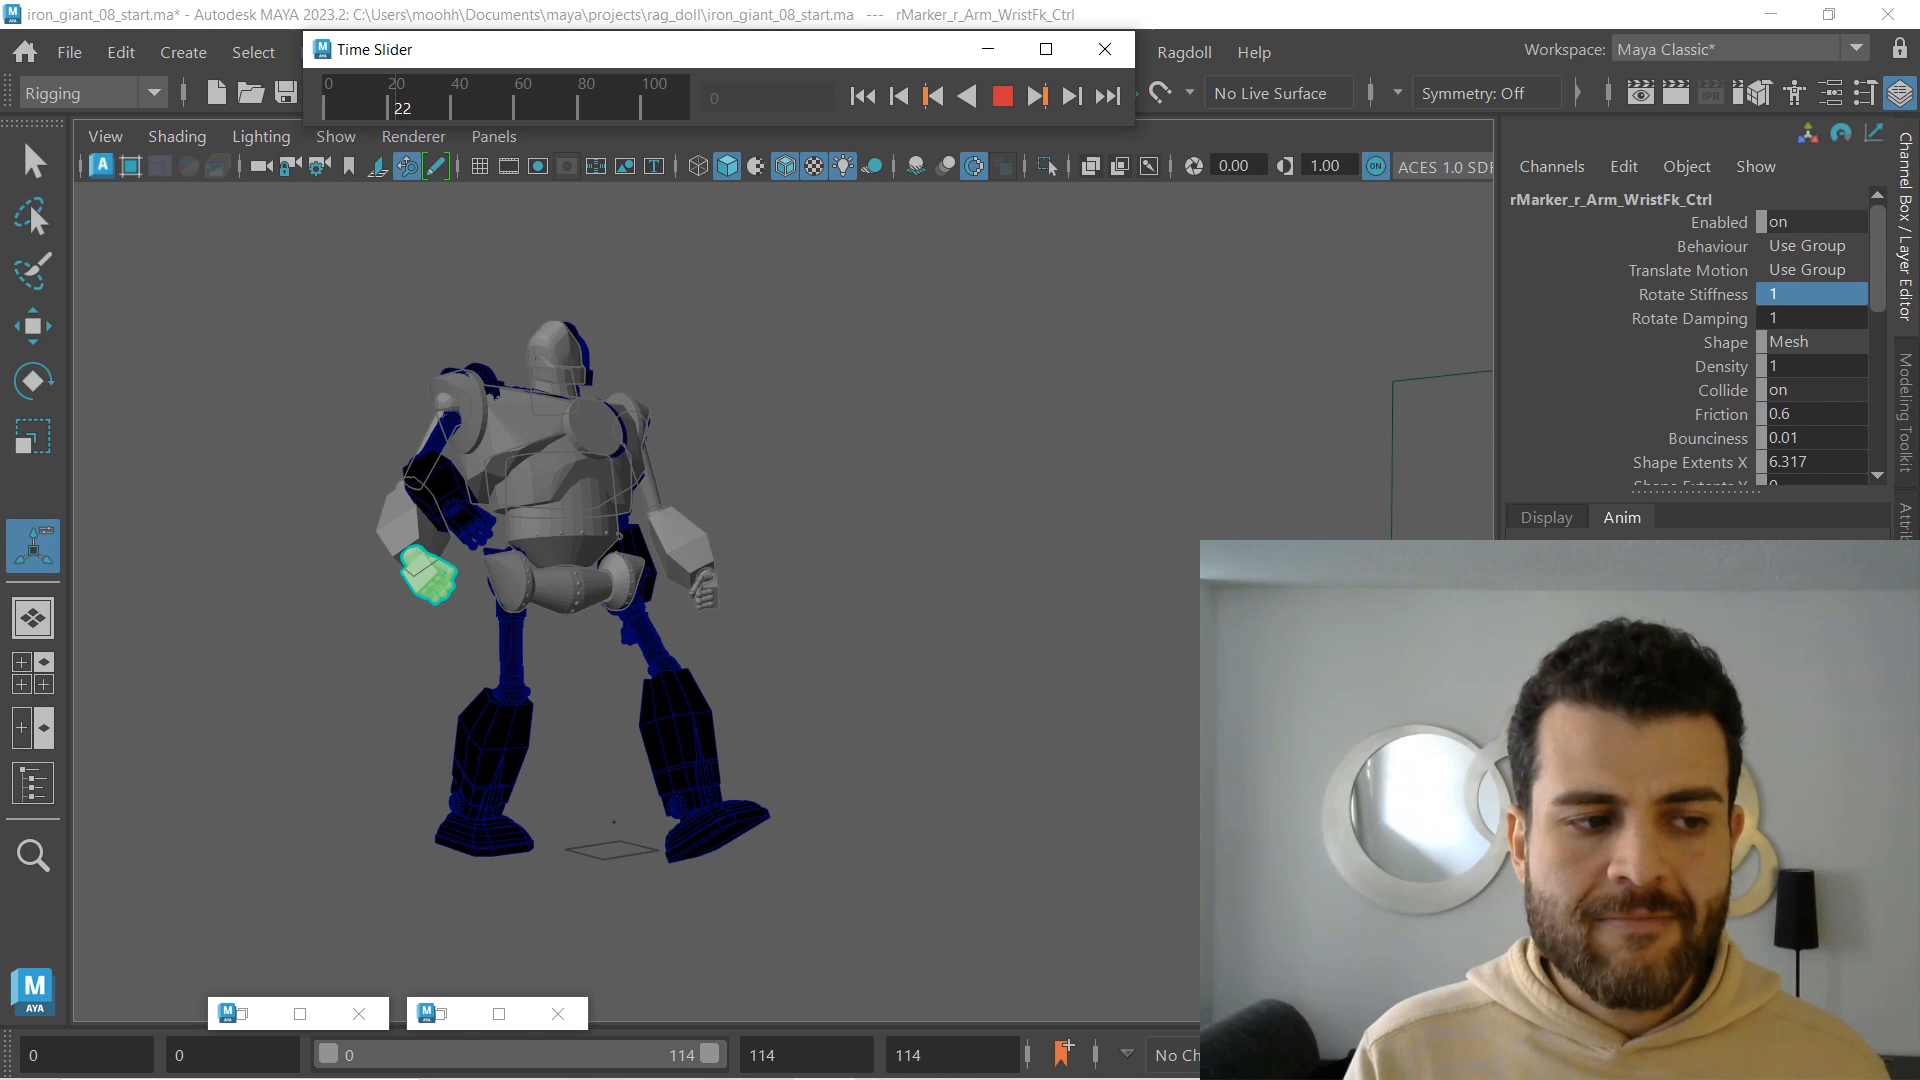 iron_giant_08_start.ma* - Autodesk MAYA 2023.2: C:\Users\moohh\Documents\maya\projects\rag_doll\iron_giant_08_start.ma --- rMarker_r_Arm_WristFk_Ctrl
File Edit Create Select
Time Slider
Ragdoll Help
Workspace: Maya Classic*
Rigging
0 20 40 60 80 100
22
0
No Live Surface
Symmetry: Off
IPR
View Shading Lighting Show Renderer Panels
0.00
1.00
ON
ACES 1.0 SDR
Channels Edit Object Show
rMarker_r_Arm_WristFk_Ctrl
Enabled on
Behaviour Use Group
Translate Motion Use Group
Rotate Stiffness 1
Rotate Damping 1
Shape Mesh
Density 1
Collide on
Friction 0.6
Bounciness 0.01
Shape Extents X 6.317
Display Anim
Channel Box / Layer Editor
Modeling Toolkit
M
AYA
0
0
0 114
114
114